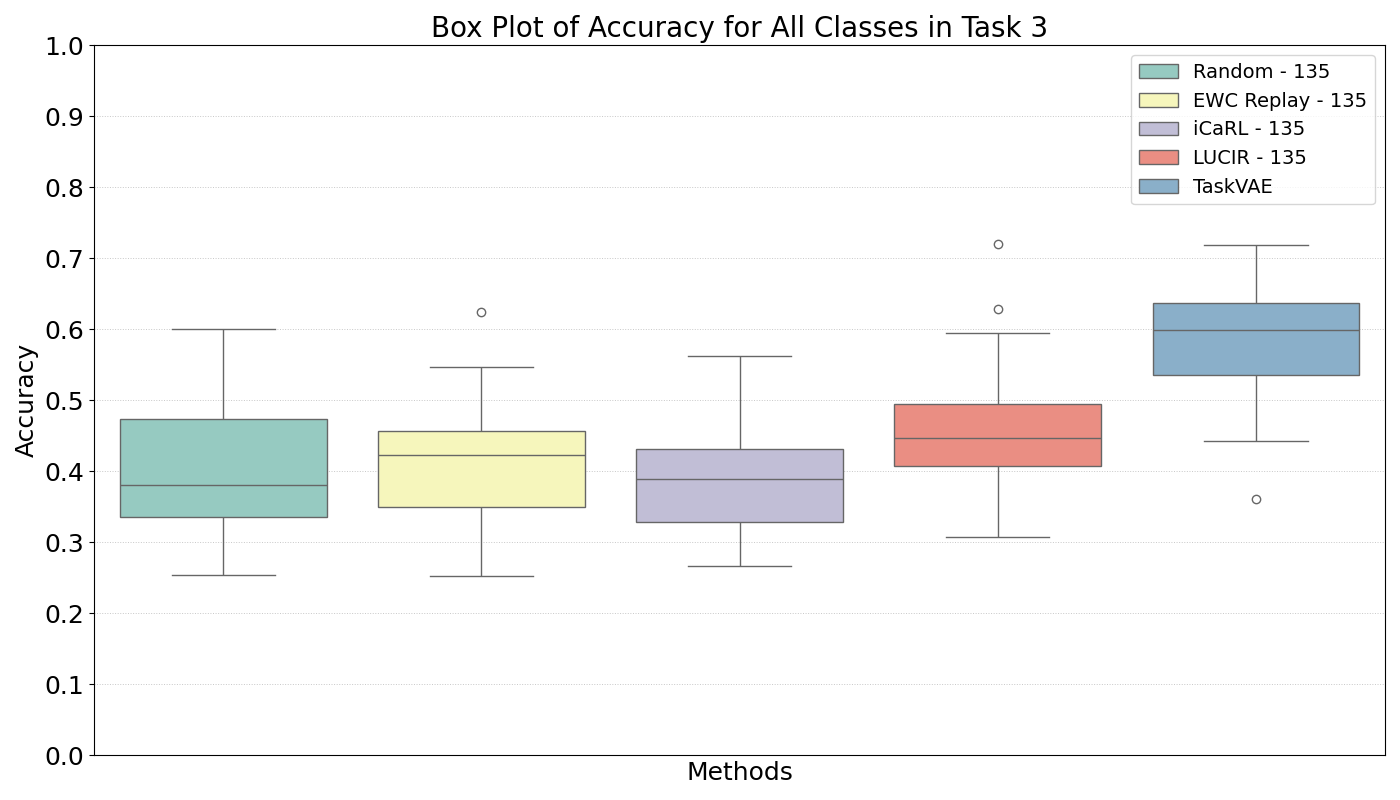 Box Plot of Accuracy for All Classes in Task 3
1.0
0.9
0.8
0.7
0.6
0.5
0.4
0.3
0.2
0.1
0.0
Accuracy
Methods
Random - 135
EWC Replay - 135
iCaRL - 135
LUCIR - 135
TaskVAE